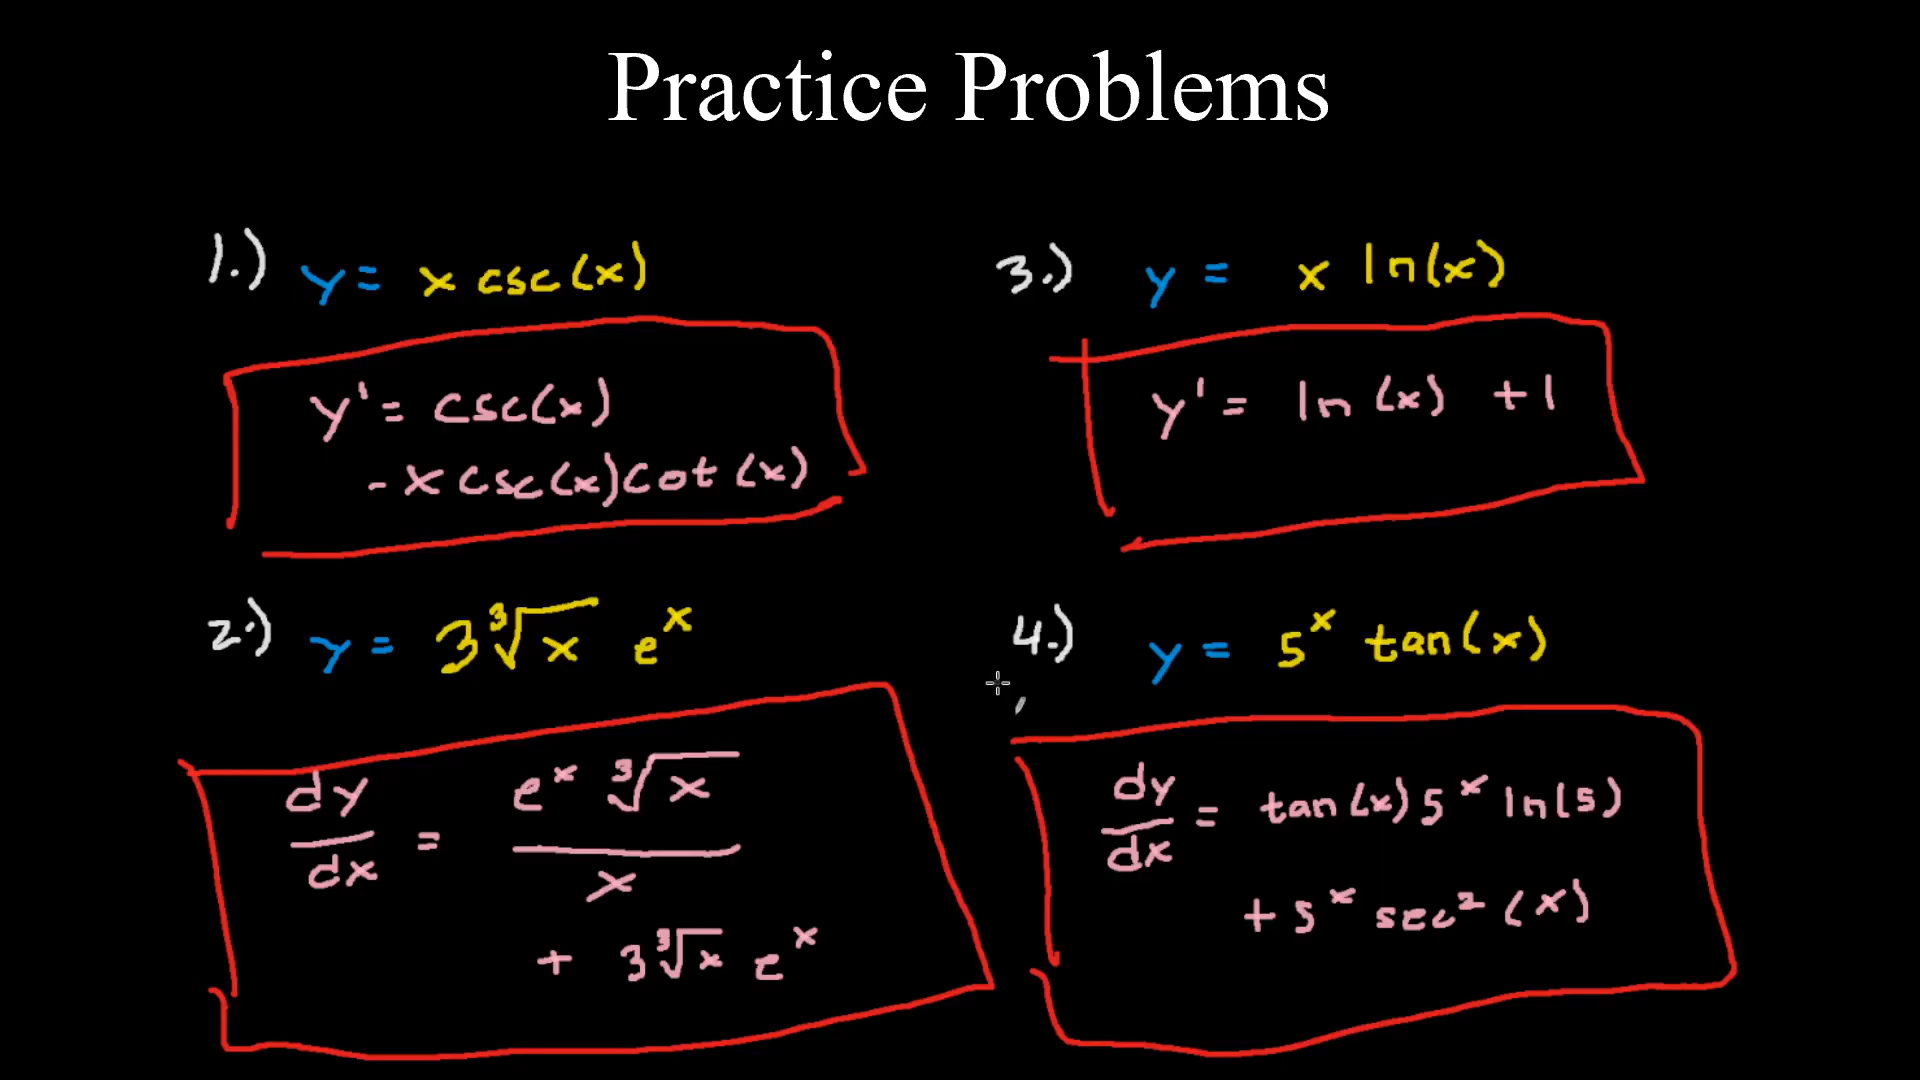 Practice Problems
1.) y = x csc(x)
y' = csc(x)
- x csc(x) cot(x)
2.) y = 3∛x e^x
dy/dx = e^x ∛x / x
+ 3∛x e^x
3.) y = x ln(x)
y' = ln(x) + 1
4.) y = 5^x tan(x)
dy/dx = tan(x) 5^x ln(5)
+ 5^x sec²(x)